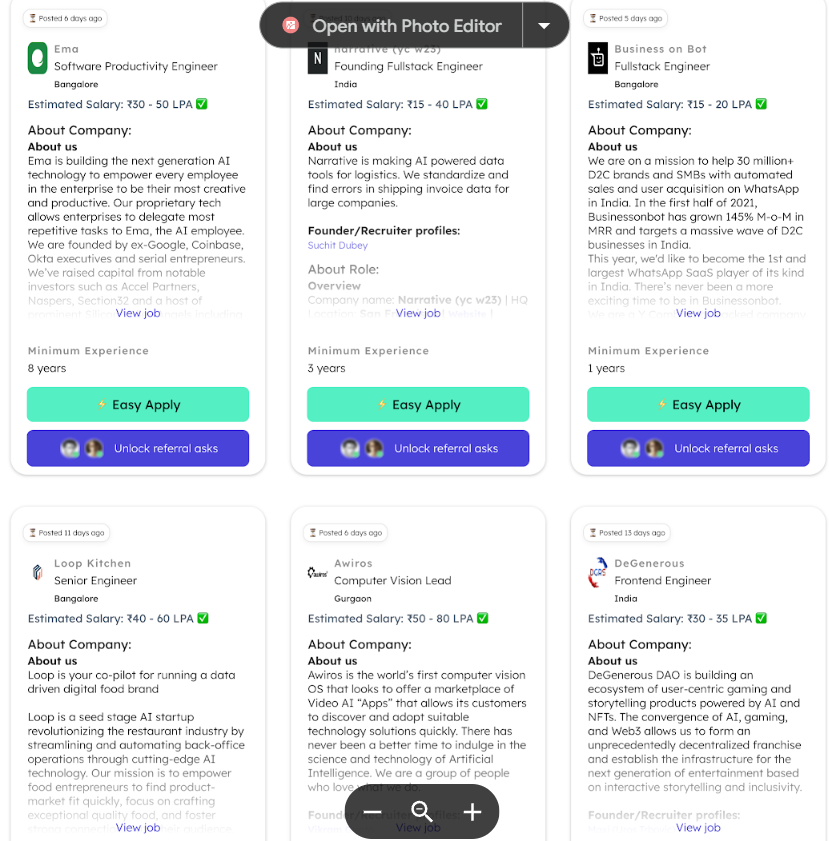 Open with Photo Editor
Posted 6 days ago
Ema
Software Productivity Engineer
Bangalore
Estimated Salary: ₹30 - 50 LPA ✅
About Company:
About us
Ema is building the next generation AI
technology to empower every employee
in the enterprise to be their most creative
and productive. Our proprietary tech
allows enterprises to delegate most
repetitive tasks to Ema, the AI employee.
We are founded by ex-Google, Coinbase,
Okta executives and serial entrepreneurs.
We've raised capital from notable
investors such as Accel Partners,
Naspers, Section32 and a host of
prominent
View job
Minimum Experience
8 years
⚡ Easy Apply
Unlock referral asks
days ago
N
narrative (yc w23)
Founding Fullstack Engineer
India
Estimated Salary: ₹15 - 40 LPA ✅
About Company:
About us
Narrative is making AI powered data
tools for logistics. We standardize and
find errors in shipping invoice data for
large companies.
Founder/Recruiter profiles:
Suchit Dubey
About Role:
Overview
Company name: Narrative (yc w23) | HQ
Location: San | Website |
View job
Minimum Experience
3 years
⚡ Easy Apply
Unlock referral asks
Posted 5 days ago
Business on Bot
Fullstack Engineer
Bangalore
Estimated Salary: ₹15 - 20 LPA ✅
About Company:
About us
We are on a mission to help 30 million+
D2C brands and SMBs with automated
sales and user acquisition on WhatsApp
in India. In the first half of 2021,
Businessonbot has grown 145% M-o-M in
MRR and targets a massive wave of D2C
businesses in India.
This year, we'd like to become the 1st and
largest WhatsApp SaaS player of its kind
in India. There's never been a more
exciting time to be in Businessonbot.
We are a Y company
View job
Minimum Experience
1 years
⚡ Easy Apply
Unlock referral asks
Posted 11 days ago
Loop Kitchen
Senior Engineer
Bangalore
Estimated Salary: ₹40 - 60 LPA ✅
About Company:
About us
Loop is your co-pilot for running a data
driven digital food brand
Loop is a seed stage AI startup
revolutionizing the restaurant industry by
streamlining and automating back-office
operations through cutting-edge AI
technology. Our mission is to empower
food entrepreneurs to find product-
market fit quickly, focus on crafting
exceptional quality food, and foster
strong audience
View job
Posted 6 days ago
awiros
Awiros
Computer Vision Lead
Gurgaon
Estimated Salary: ₹50 - 80 LPA ✅
About Company:
About us
Awiros is the world's first computer vision
OS that looks to offer a marketplace of
Video AI “Apps” that allows its customers
to discover and adopt suitable
technology solutions quickly. There has
never been a better time to indulge in the
science and technology of Artificial
Intelligence. We are a group of people
who love what we do.
View job
Posted 13 days ago
DGRS
DeGenerous
Frontend Engineer
India
Estimated Salary: ₹30 - 35 LPA ✅
About Company:
About us
DeGenerous DAO is building an
ecosystem of user-centric gaming and
storytelling products powered by AI and
NFTs. The convergence of AI, gaming,
and Web3 allows us to form an
unprecedentedly decentralized franchise
and establish the infrastructure for the
next generation of entertainment based
on interactive storytelling and inclusivity.
Founder/Recruiter profiles:
View job